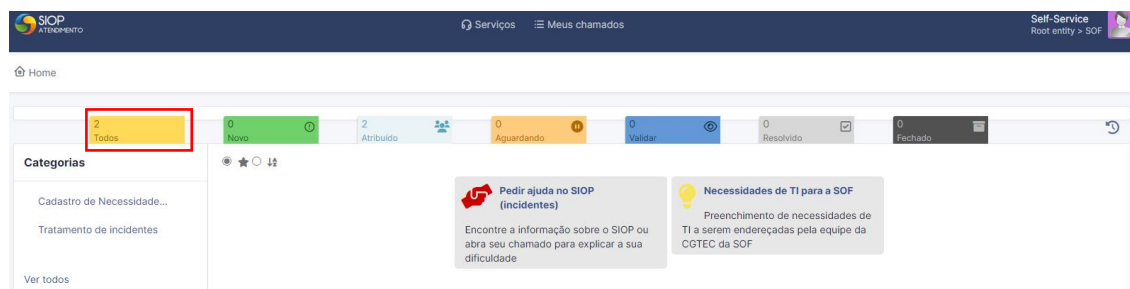 SIOP
ATENDIMENTO
Serviços
Meus chamados
Self-Service
Root entity > SOF
Home
2
Todos
0
Novo
2
Atribuído
0
Aguardando
0
Validar
0
Resolvido
0
Fechado
Categorias
Cadastro de Necessidade...
Tratamento de incidentes
Ver todos
Pedir ajuda no SIOP
(incidentes)
Encontre a informação sobre o SIOP ou
abra seu chamado para explicar a sua
dificuldade
Necessidades de TI para a SOF
Preenchimento de necessidades de
TI a serem endereçadas pela equipe da
CGTEC da SOF